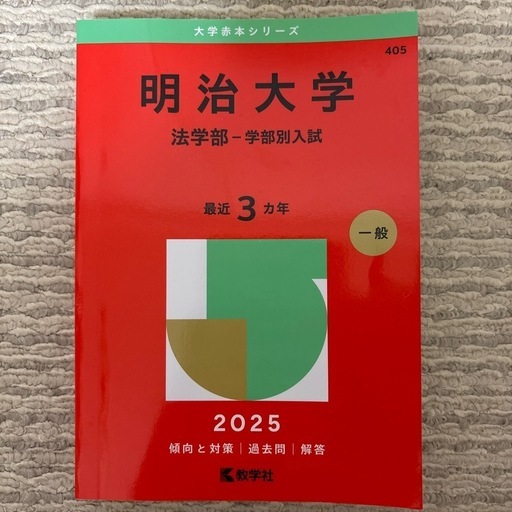 大学赤本シリーズ
405
明治大学
法学部－学部別入試
最近 3 カ年
一般
2025
傾向と対策｜過去問｜解答
教学社